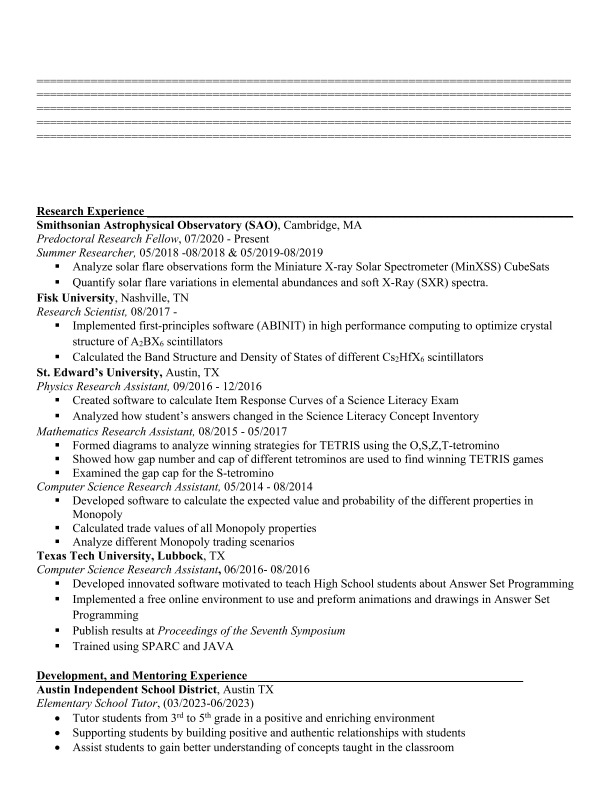 ================================================================================
================================================================================
================================================================================
================================================================================
================================================================================
Research Experience
Smithsonian Astrophysical Observatory (SAO), Cambridge, MA
Predoctoral Research Fellow, 07/2020 - Present
Summer Researcher, 05/2018 -08/2018 & 05/2019-08/2019
▪ Analyze solar flare observations form the Miniature X-ray Solar Spectrometer (MinXSS) CubeSats
▪ Quantify solar flare variations in elemental abundances and soft X-Ray (SXR) spectra.
Fisk University, Nashville, TN
Research Scientist, 08/2017 -
▪ Implemented first-principles software (ABINIT) in high performance computing to optimize crystal
structure of A₂BX₆ scintillators
▪ Calculated the Band Structure and Density of States of different Cs₂HfX₆ scintillators
St. Edward’s University, Austin, TX
Physics Research Assistant, 09/2016 - 12/2016
▪ Created software to calculate Item Response Curves of a Science Literacy Exam
▪ Analyzed how student’s answers changed in the Science Literacy Concept Inventory
Mathematics Research Assistant, 08/2015 - 05/2017
▪ Formed diagrams to analyze winning strategies for TETRIS using the O,S,Z,T-tetromino
▪ Showed how gap number and cap of different tetrominos are used to find winning TETRIS games
▪ Examined the gap cap for the S-tetromino
Computer Science Research Assistant, 05/2014 - 08/2014
▪ Developed software to calculate the expected value and probability of the different properties in
Monopoly
▪ Calculated trade values of all Monopoly properties
▪ Analyze different Monopoly trading scenarios
Texas Tech University, Lubbock, TX
Computer Science Research Assistant, 06/2016- 08/2016
▪ Developed innovated software motivated to teach High School students about Answer Set Programming
▪ Implemented a free online environment to use and preform animations and drawings in Answer Set
Programming
▪ Publish results at Proceedings of the Seventh Symposium
▪ Trained using SPARC and JAVA
Development, and Mentoring Experience
Austin Independent School District, Austin TX
Elementary School Tutor, (03/2023-06/2023)
• Tutor students from 3rd to 5th grade in a positive and enriching environment
• Supporting students by building positive and authentic relationships with students
• Assist students to gain better understanding of concepts taught in the classroom